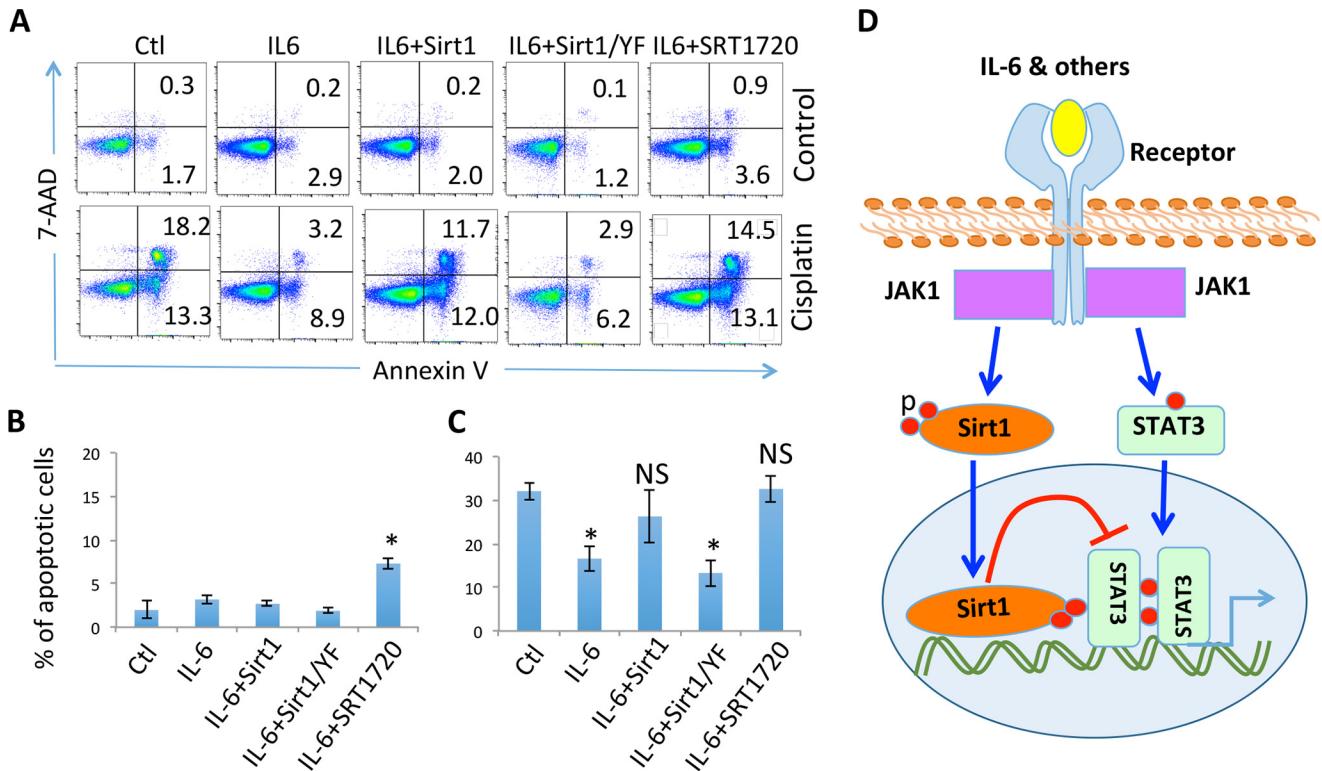 A
Ctl IL6 IL6+Sirt1 IL6+Sirt1/YF IL6+SRT1720
0.3 0.2 0.2 0.1 0.9
1.7 2.9 2.0 1.2 3.6
Control
18.2 3.2 11.7 2.9 14.5
13.3 8.9 12.0 6.2 13.1
Cisplatin
7-AAD
Annexin V
B
% of apoptotic cells
20
15
10
5
0
*
Ctl
IL-6
IL-6+Sirt1
IL-6+Sirt1/YF
IL-6+SRT1720
C
40
30
20
10
0
*
NS
*
NS
Ctl
IL-6
IL-6+Sirt1
IL-6+Sirt1/YF
IL-6+SRT1720
D
IL-6 & others
Receptor
JAK1
JAK1
p
Sirt1
STAT3
Sirt1
STAT3
STAT3